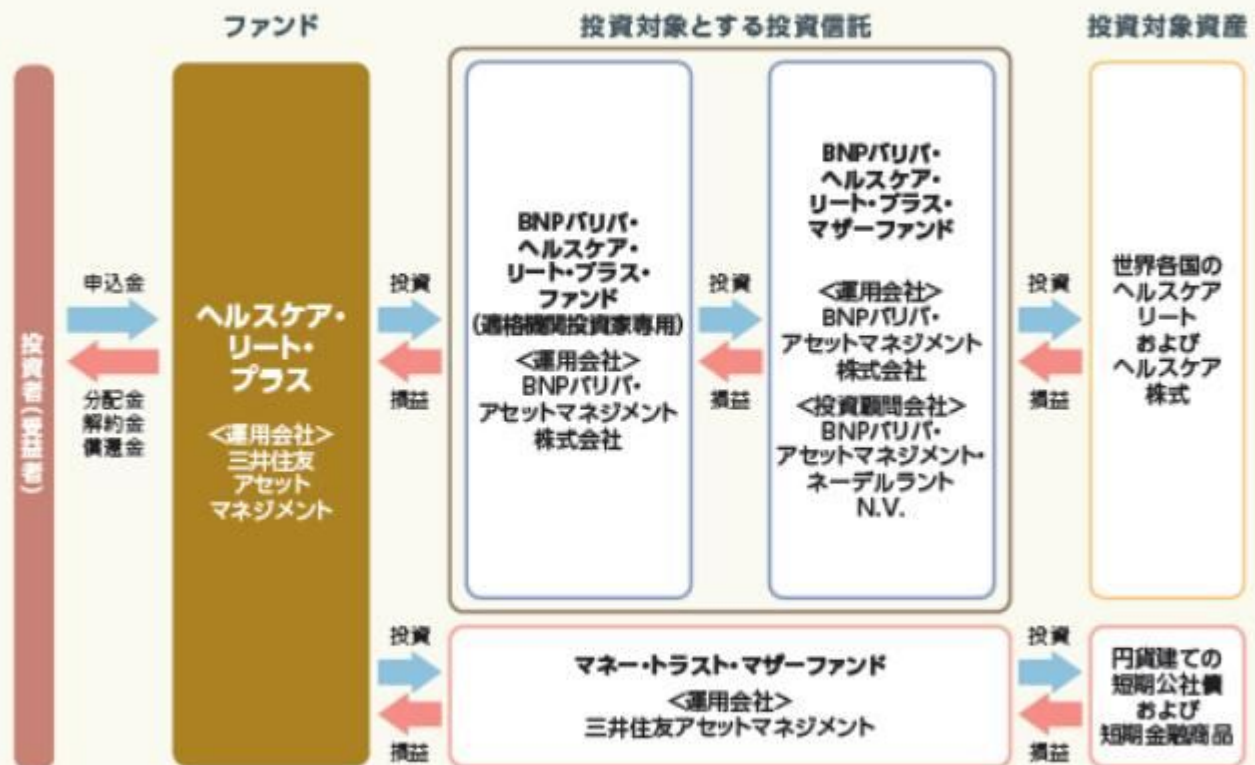 ファンド
投資対象とする投資信託
投資対象資産
投資者(受益者)
申込金
分配金
解約金
償還金
ヘルスケア・
リート・
プラス
<運用会社>
三井住友
アセット
マネジメント
投資
損益
BNPパリバ・
ヘルスケア・
リート・プラス・
ファンド
(適格機関投資家専用)
<運用会社>
BNPパリバ・
アセットマネジメント
株式会社
投資
損益
BNPパリバ・
ヘルスケア・
リート・プラス・
マザーファンド
<運用会社>
BNPパリバ・
アセットマネジメント
株式会社
<投資顧問会社>
BNPパリバ・
アセットマネジメント・
ネーデルラント
N.V.
投資
損益
世界各国の
ヘルスケア
リート
および
ヘルスケア
株式
投資
損益
マネー・トラスト・マザーファンド
<運用会社>
三井住友アセットマネジメント
投資
損益
円貨建ての
短期公社債
および
短期金融商品